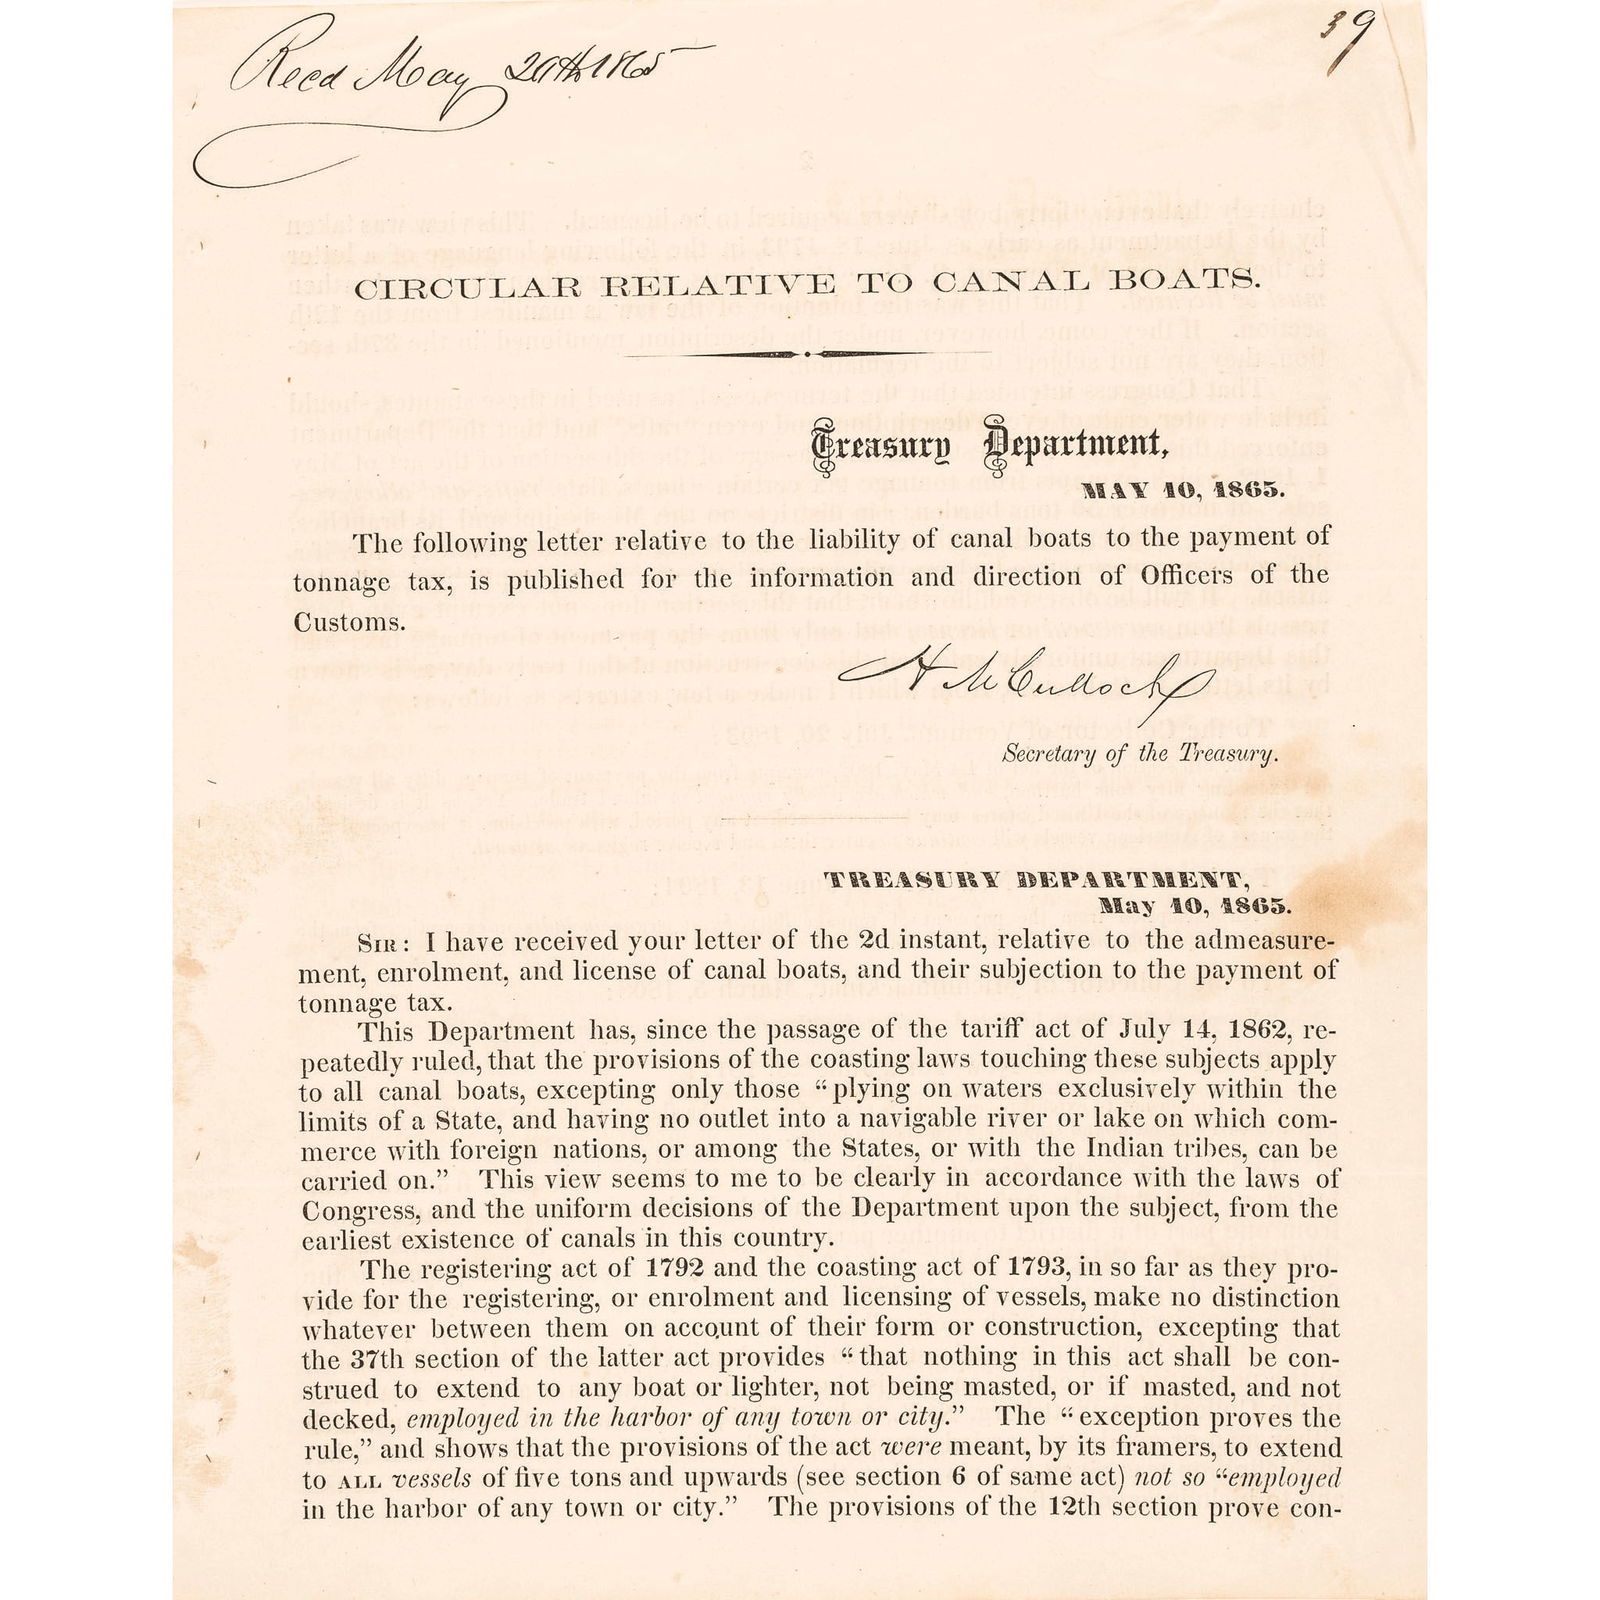 Recd May 20th 1865
39
CIRCULAR RELATIVE TO CANAL BOATS.
Treasury Department,
MAY 10, 1865.
The following letter relative to the liability of canal boats to the payment of
tonnage tax, is published for the information and direction of Officers of the
Customs.
H McCulloch
Secretary of the Treasury.
TREASURY DEPARTMENT,
May 10, 1865.
SIR: I have received your letter of the 2d instant, relative to the admeasure-
ment, enrolment, and license of canal boats, and their subjection to the payment of
tonnage tax.
This Department has, since the passage of the tariff act of July 14, 1862, re-
peatedly ruled, that the provisions of the coasting laws touching these subjects apply
to all canal boats, excepting only those “plying on waters exclusively within the
limits of a State, and having no outlet into a navigable river or lake on which com-
merce with foreign nations, or among the States, or with the Indian tribes, can be
carried on.” This view seems to me to be clearly in accordance with the laws of
Congress, and the uniform decisions of the Department upon the subject, from the
earliest existence of canals in this country.
The registering act of 1792 and the coasting act of 1793, in so far as they pro-
vide for the registering, or enrolment and licensing of vessels, make no distinction
whatever between them on account of their form or construction, excepting that
the 37th section of the latter act provides “that nothing in this act shall be con-
strued to extend to any boat or lighter, not being masted, or if masted, and not
decked, employed in the harbor of any town or city.” The “exception proves the
rule,” and shows that the provisions of the act were meant, by its framers, to extend
to ALL vessels of five tons and upwards (see section 6 of same act) not so “employed
in the harbor of any town or city.” The provisions of the 12th section prove con-